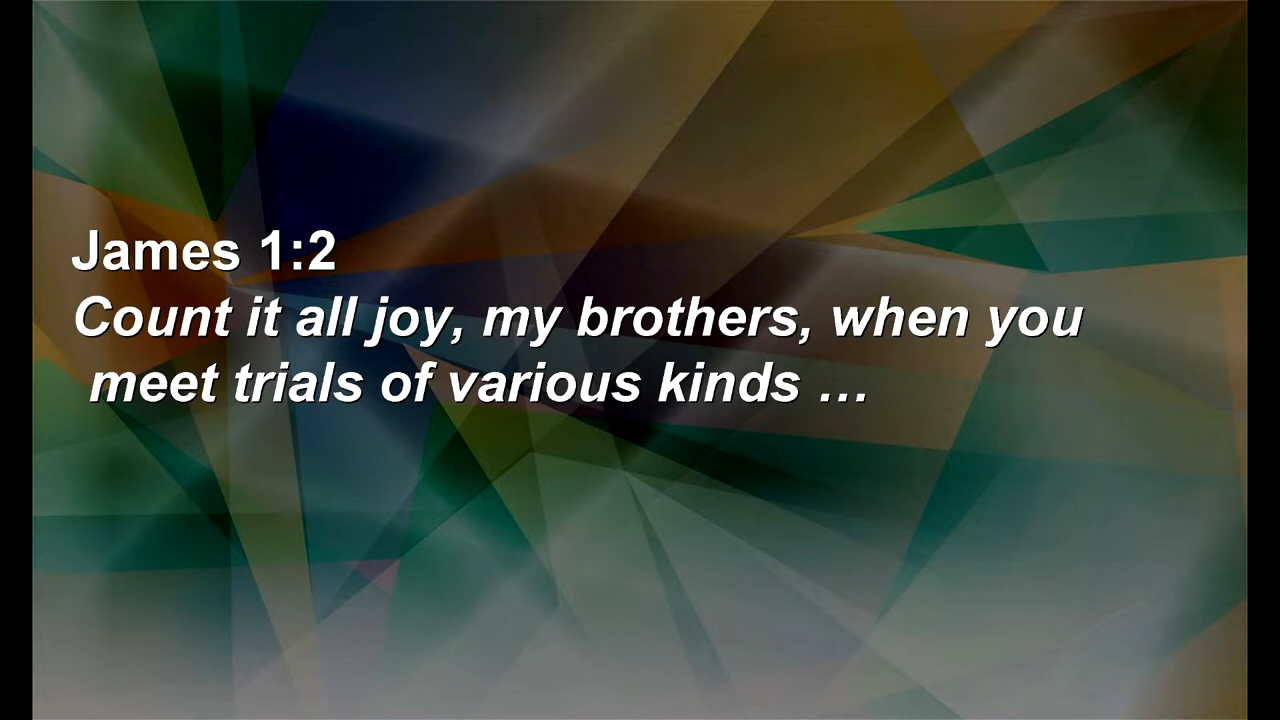 James 1:2
Count it all joy, my brothers, when you
meet trials of various kinds …